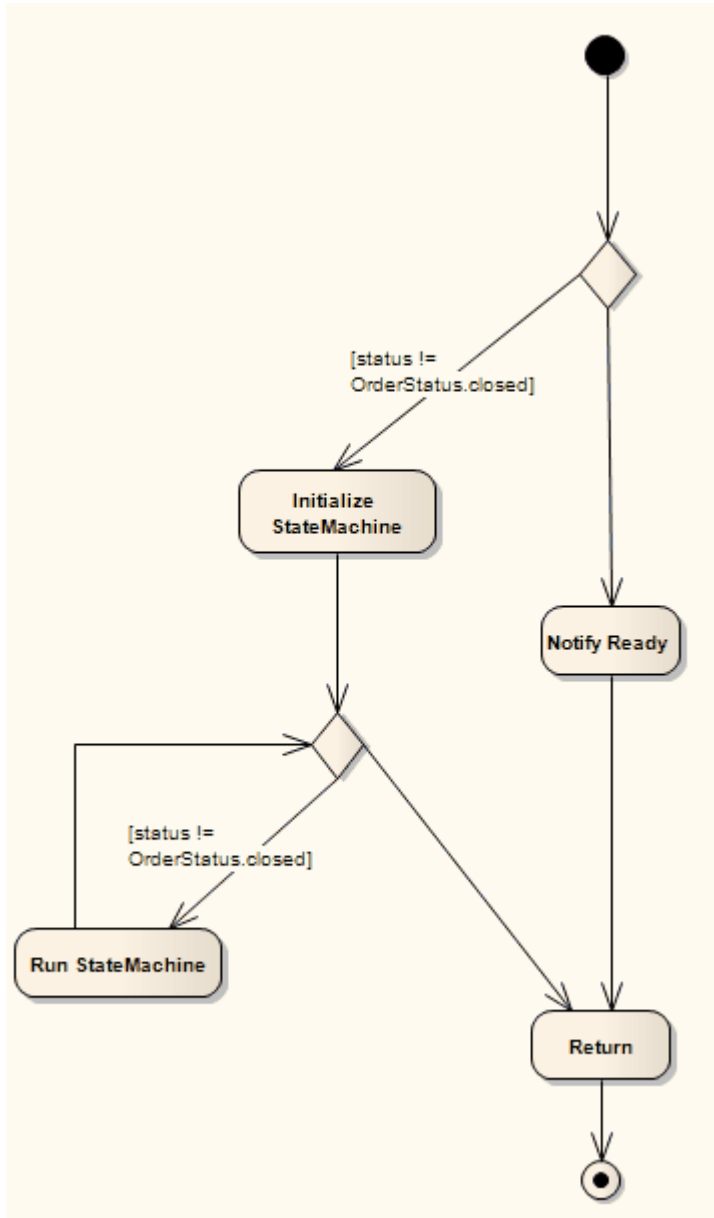 [status !=
OrderStatus.closed]
Initialize
StateMachine
Notify Ready
[status !=
OrderStatus.closed]
Run StateMachine
Return